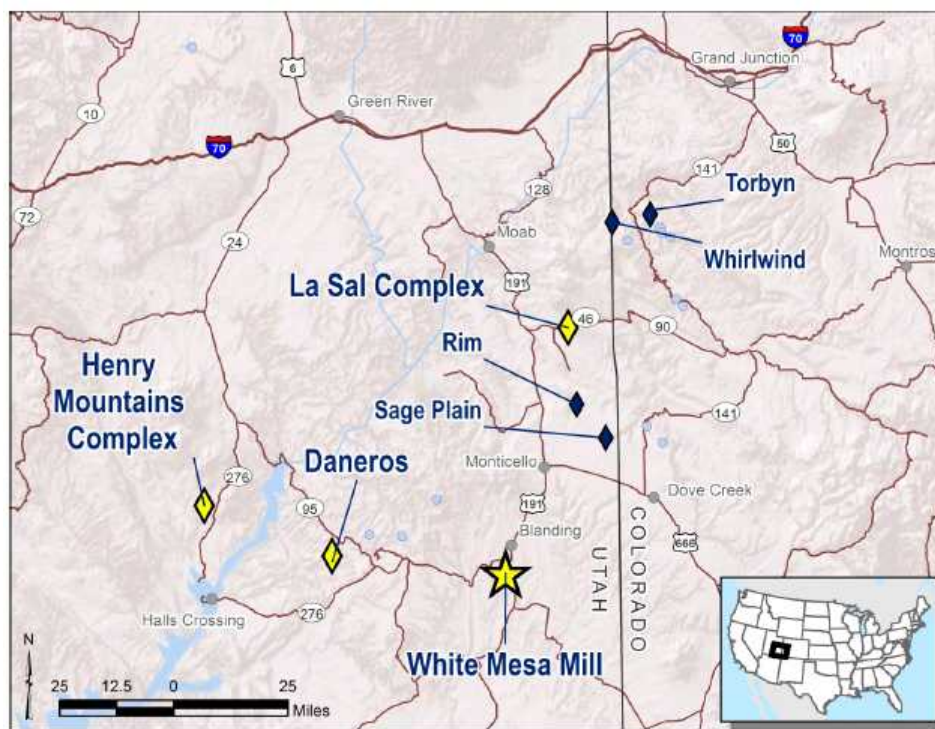 70
Grand Junction
6
10
Green River
50
70
141
Torbyn
128
72
24
Moab
Whirlwind
Montros
191
La Sal Complex
46
90
Rim
Henry
Mountains
Complex
Sage Plain
141
Daneros
Monticello
276
Dove Creek
95
191
Blanding
666
UTAH
COLORADO
Halls Crossing
276
N
White Mesa Mill
25 12.5 0 25
Miles